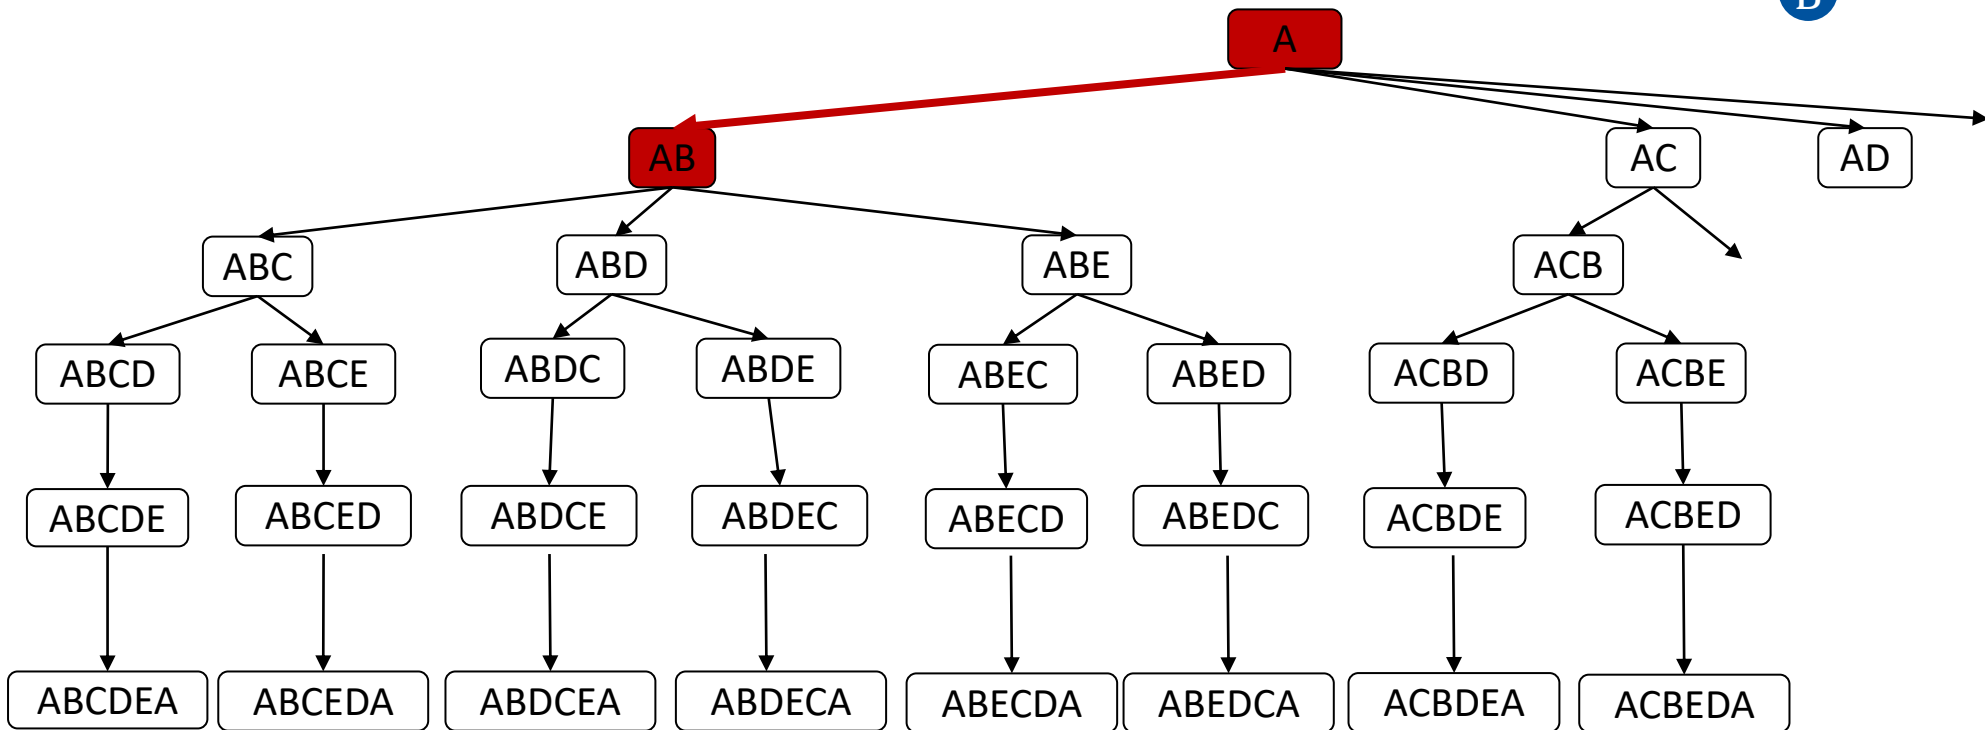 B
A
AB AC AD
ABC ABD ABE ACB
ABCD ABCE ABDC ABDE ABEC ABED ACBD ACBE
ABCDE ABCED ABDCE ABDEC ABECD ABEDC ACBDE ACBED
ABCDEA ABCEDA ABDCEA ABDECA ABECDA ABEDCA ACBDEA ACBEDA